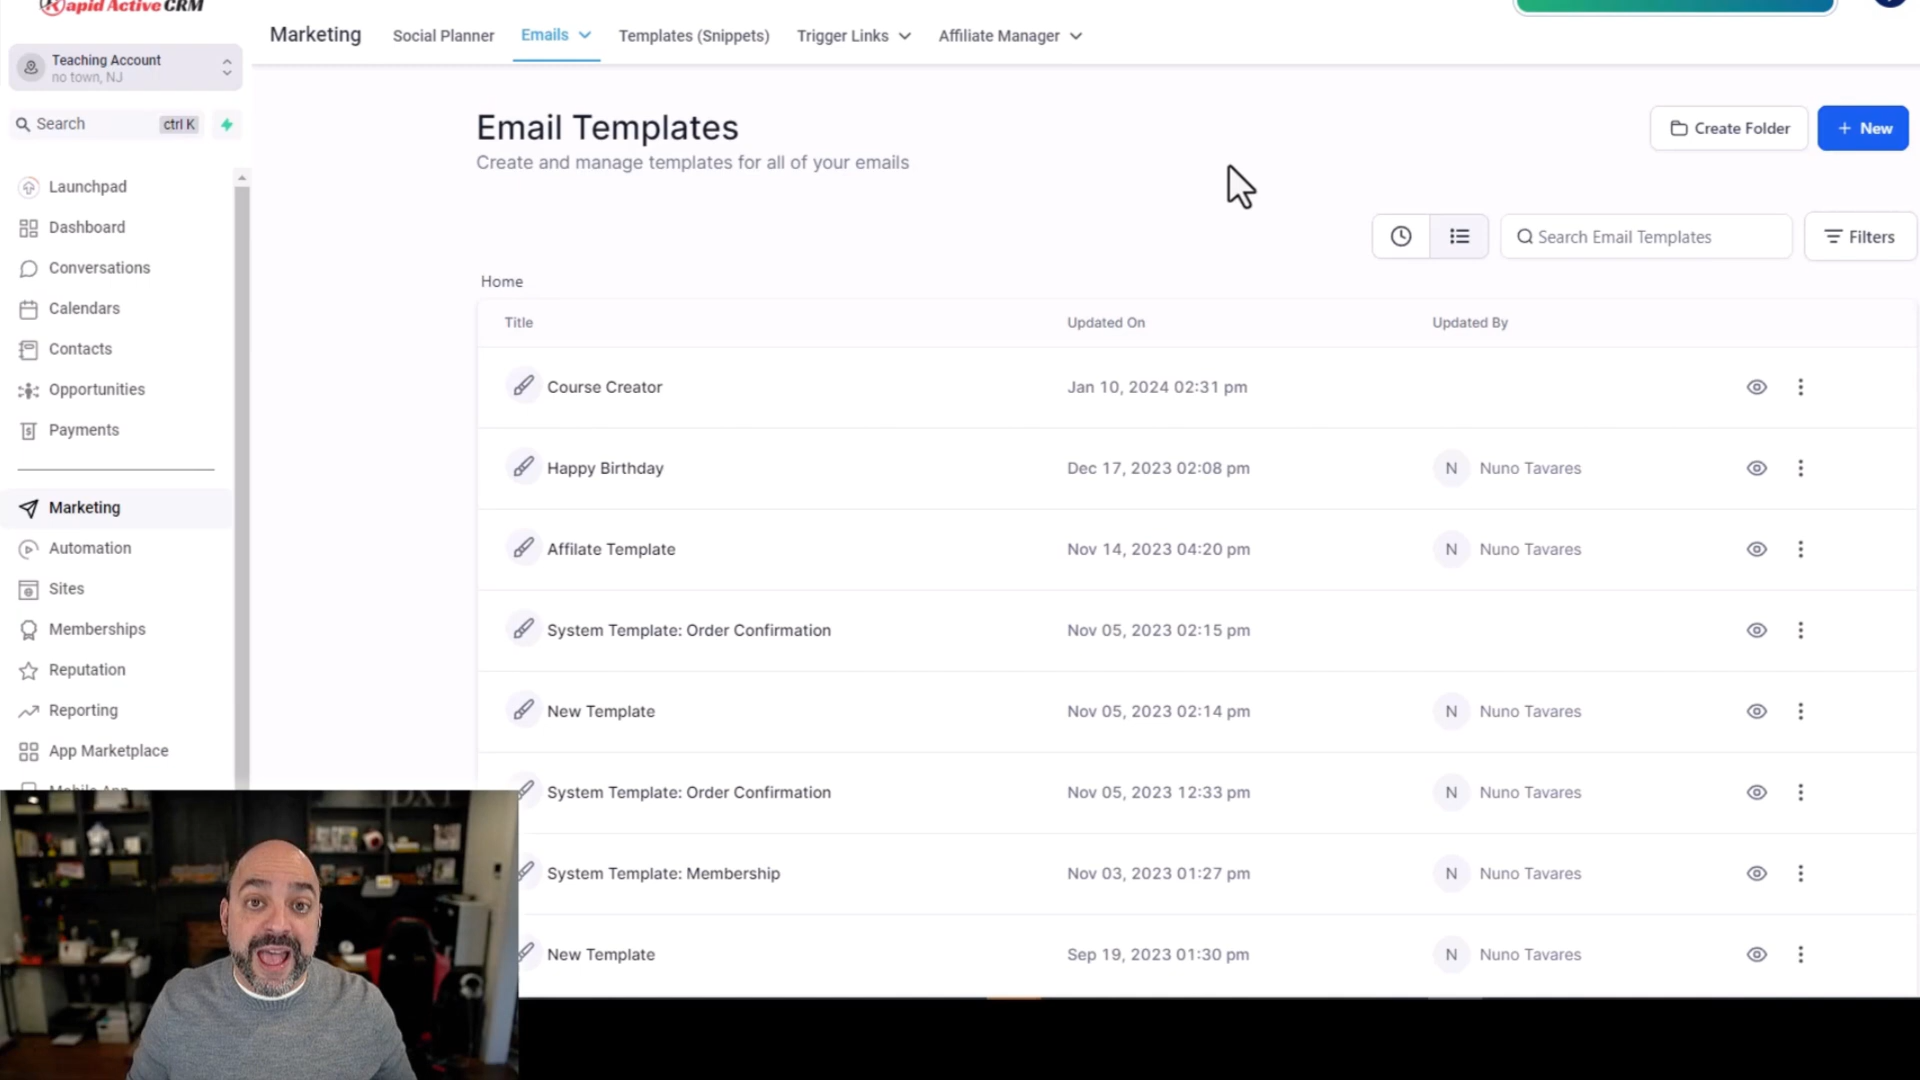 Rapid Active CRM
Marketing
Social Planner
Emails
Templates (Snippets)
Trigger Links
Affiliate Manager
Teaching Account
no town, NJ
Search
ctrl K
Launchpad
Dashboard
Conversations
Calendars
Contacts
Opportunities
Payments
Marketing
Automation
Sites
Memberships
Reputation
Reporting
App Marketplace
Mobile App
Email Templates
Create and manage templates for all of your emails
Create Folder
+ New
Search Email Templates
Filters
Home
Title Updated On Updated By
Course Creator Jan 10, 2024 02:31 pm
Happy Birthday Dec 17, 2023 02:08 pm N Nuno Tavares
Affilate Template Nov 14, 2023 04:20 pm N Nuno Tavares
System Template: Order Confirmation Nov 05, 2023 02:15 pm
New Template Nov 05, 2023 02:14 pm N Nuno Tavares
System Template: Order Confirmation Nov 05, 2023 12:33 pm N Nuno Tavares
System Template: Membership Nov 03, 2023 01:27 pm N Nuno Tavares
New Template Sep 19, 2023 01:30 pm N Nuno Tavares